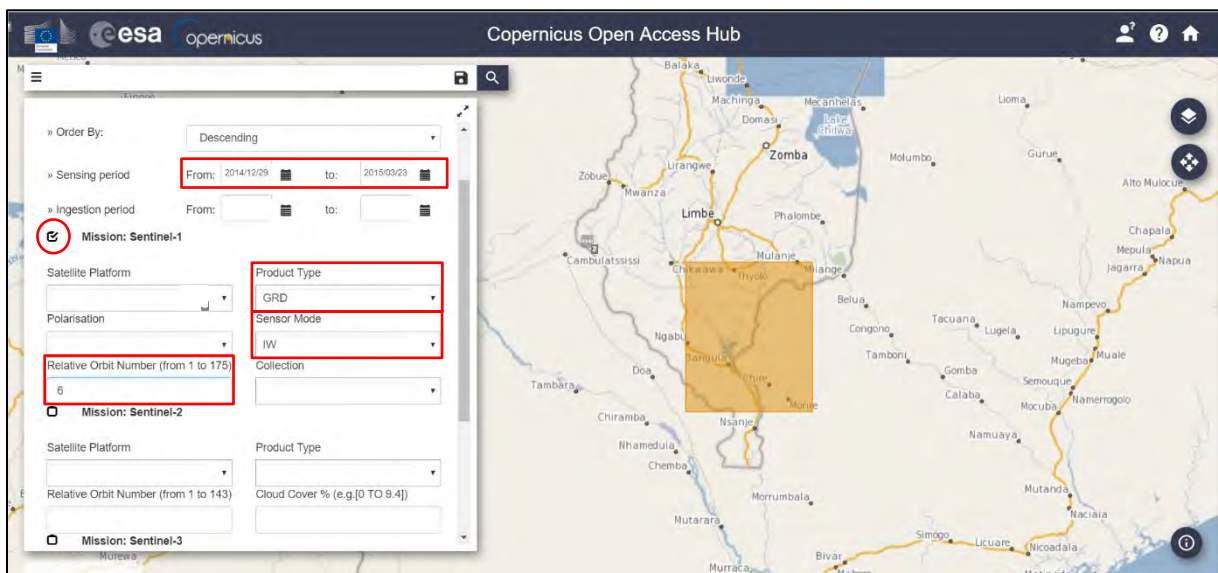 esa opernicus
Copernicus Open Access Hub
» Order By:
Descending
» Sensing period
From: 2014/12/29 to: 2015/03/23
» Ingestion period
From: to:
Mission: Sentinel-1
Satellite Platform
Product Type
GRD
Polarisation
Sensor Mode
IW
Relative Orbit Number (from 1 to 175)
Collection
6
Mission: Sentinel-2
Satellite Platform
Product Type
Relative Orbit Number (from 1 to 143)
Cloud Cover % (e.g.[0 TO 9.4])
Mission: Sentinel-3
Murewa
Balaka
Liwonde
Machinga
Mecanhelas
Lioma
Domasi
Lake
Chilwa
Zomba
Molumbo
Gurue
Lirangwe
Zobue
Mwanza
Alto Mulocue
Limbe
Phalombe
Chapala
2
Mulanje
Mepula
Cambulatssissi
Chikwawa
Thyolo
Milange
Jagarra
Napua
Belua
Nampevo
Tacuana
Lugela
Lipugure
Congono
Ngabu
Tamboni
Bangula
Doa
Gomba
Mugeba
Muale
Tambara
Chire
Semouque
Calaba
Namerrogolo
Morire
Mocuba
Chiramba
Nsanje
Namuaya
Nhamedula
Chemba
Mutanda
Morrumbala
Naciaia
Mutarara
Simogo
Licuare
Nicoadala
Bivar
Murraca